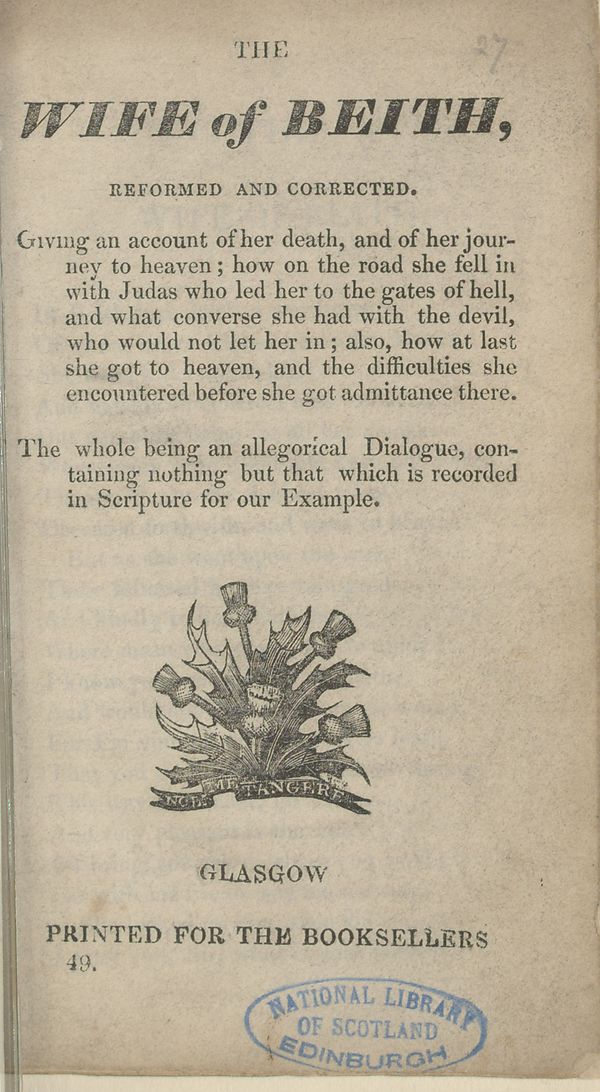 THE
27
WIFE of BEITH,
REFORMED AND CORRECTED.
Giving an account of her death, and of her jour-
ney to heaven; how on the road she fell in
with Judas who led her to the gates of hell,
and what converse she had with the devil,
who would not let her in; also, how at last
she got to heaven, and the difficulties she
encountered before she got admittance there.
The whole being an allegorical Dialogue, con-
taining nothing but that which is recorded
in Scripture for our Example.
NOLI ME TANGERE
GLASGOW
PRINTED FOR THE BOOKSELLERS
49.
NATIONAL LIBRARY
OF SCOTLAND
EDINBURGH